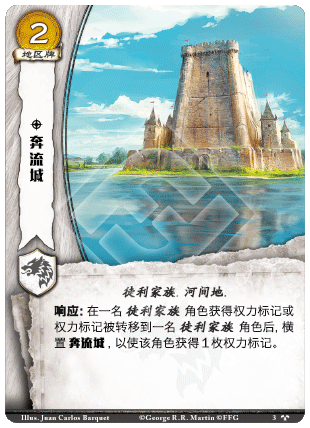 2
地区牌
奔流城
徒利家族. 河间地.
响应: 在一名 徒利家族 角色获得权力标记或
权力标记被转移到一名 徒利家族 角色后, 横
置 奔流城 , 以使该角色获得 1 枚权力标记。
Illus. Juan Carlos Barquet ©George R.R. Martin ©FFG 3